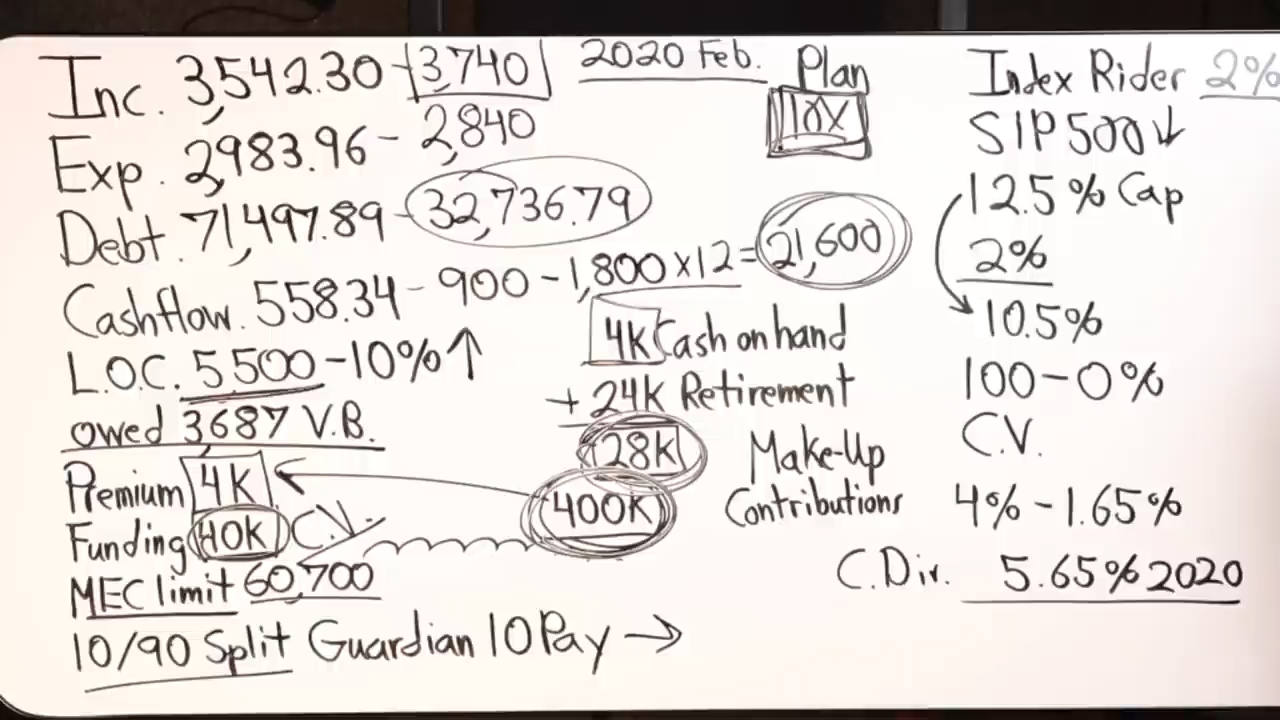 Inc. 3,542.30 - 3,740
Exp. 2,983.96 - 2,840
Debt. 71,497.89 - 32,736.79
Cashflow. 558.34 - 900 - 1,800 x 12 = 21,600
L.O.C. 5,500 - 10% ↑
owed 3,687 V.B.
Premium 4K
Funding 40K C.V.
MEC limit 60,700
10/90 Split Guardian 10 Pay →
2020 Feb.
Plan
10X
4K Cash on hand
+ 24K Retirement
28K
400K
Make-Up
Contributions
Index Rider 2%
S|P 500 ↓
12.5% Cap
2%
10.5%
100-0%
C.V.
4% - 1.65%
C.Div. 5.65% 2020